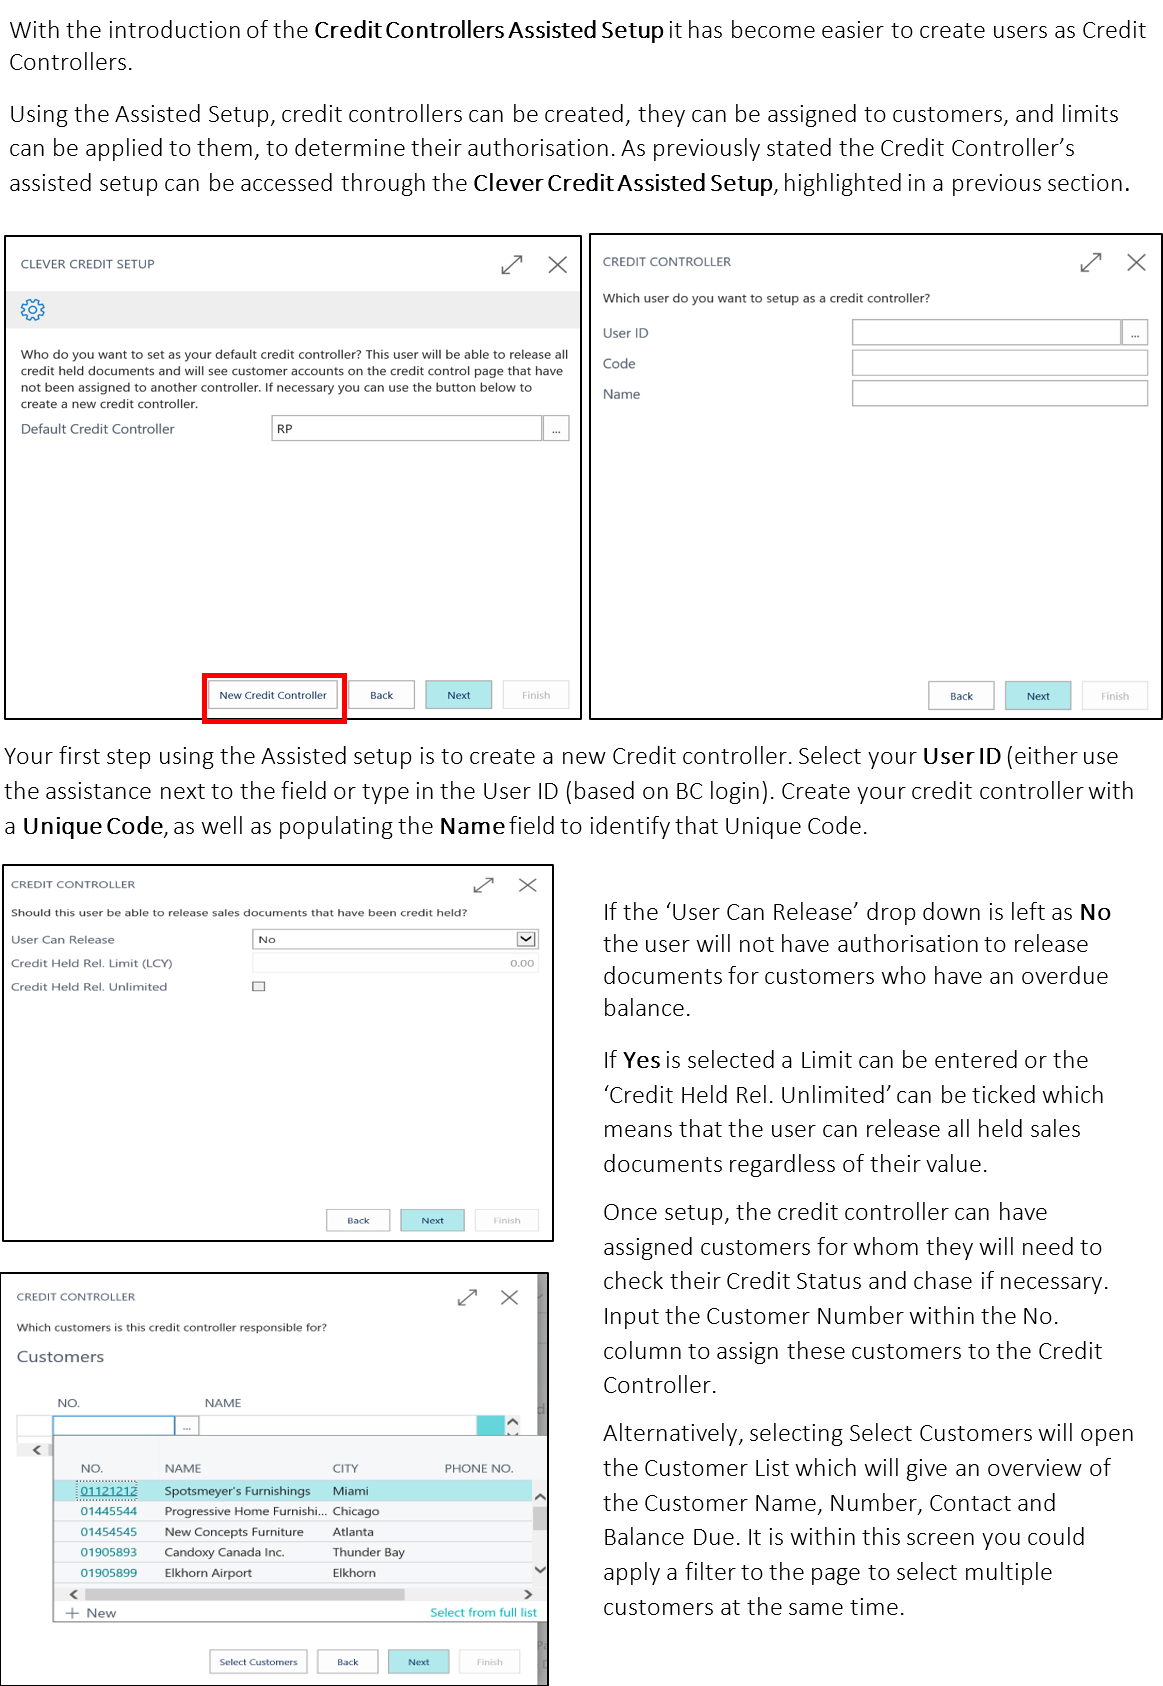 With the introduction of the Credit Controllers Assisted Setup it has become easier to create users as Credit
Controllers.
Using the Assisted Setup, credit controllers can be created, they can be assigned to customers, and limits
can be applied to them, to determine their authorisation. As previously stated the Credit Controller’s
assisted setup can be accessed through the Clever Credit Assisted Setup, highlighted in a previous section.
CLEVER CREDIT SETUP
Who do you want to set as your default credit controller? This user will be able to release all
credit held documents and will see customer accounts on the credit control page that have
not been assigned to another controller. If necessary you can use the button below to
create a new credit controller.
Default Credit Controller RP ...
New Credit Controller Back Next Finish
CREDIT CONTROLLER
Which user do you want to setup as a credit controller?
User ID ...
Code
Name
Back Next Finish
Your first step using the Assisted setup is to create a new Credit controller. Select your User ID (either use
the assistance next to the field or type in the User ID (based on BC login). Create your credit controller with
a Unique Code, as well as populating the Name field to identify that Unique Code.
CREDIT CONTROLLER
Should this user be able to release sales documents that have been credit held?
User Can Release No
Credit Held Rel. Limit (LCY) 0.00
Credit Held Rel. Unlimited
Back Next Finish
If the ‘User Can Release’ drop down is left as No
the user will not have authorisation to release
documents for customers who have an overdue
balance.
If Yes is selected a Limit can be entered or the
‘Credit Held Rel. Unlimited’ can be ticked which
means that the user can release all held sales
documents regardless of their value.
Once setup, the credit controller can have
assigned customers for whom they will need to
check their Credit Status and chase if necessary.
Input the Customer Number within the No.
column to assign these customers to the Credit
Controller.
Alternatively, selecting Select Customers will open
the Customer List which will give an overview of
the Customer Name, Number, Contact and
Balance Due. It is within this screen you could
apply a filter to the page to select multiple
customers at the same time.
CREDIT CONTROLLER
Which customers is this credit controller responsible for?
Customers
NO. NAME
...
NO. NAME CITY PHONE NO.
01121212 Spotsmeyer's Furnishings Miami
01445544 Progressive Home Furnishi... Chicago
01454545 New Concepts Furniture Atlanta
01905893 Candoxy Canada Inc. Thunder Bay
01905899 Elkhorn Airport Elkhorn
+ New Select from full list
Select Customers Back Next Finish